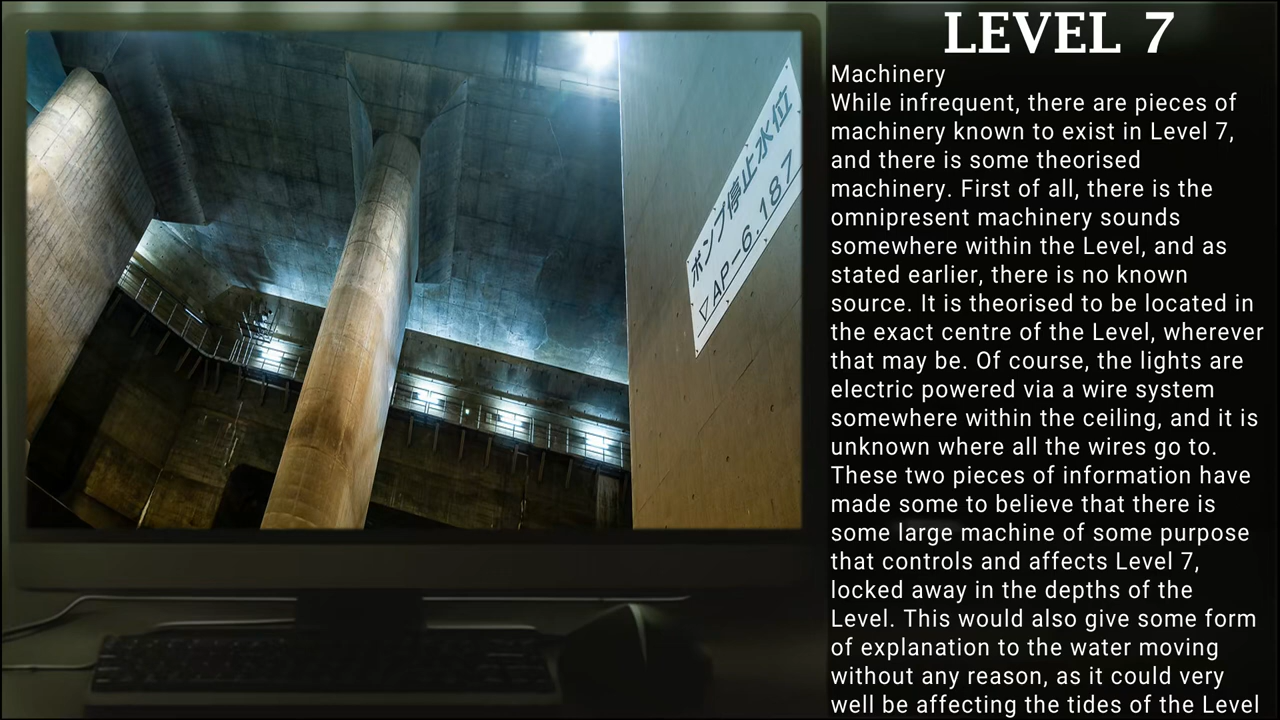 LEVEL 7
Machinery
While infrequent, there are pieces of
machinery known to exist in Level 7,
and there is some theorised
machinery. First of all, there is the
omnipresent machinery sounds
somewhere within the Level, and as
stated earlier, there is no known
source. It is theorised to be located in
the exact centre of the Level, wherever
that may be. Of course, the lights are
electric powered via a wire system
somewhere within the ceiling, and it is
unknown where all the wires go to.
These two pieces of information have
made some to believe that there is
some large machine of some purpose
that controls and affects Level 7,
locked away in the depths of the
Level. This would also give some form
of explanation to the water moving
without any reason, as it could very
well be affecting the tides of the Level
ポンプ停止水位
▽AP-6.187